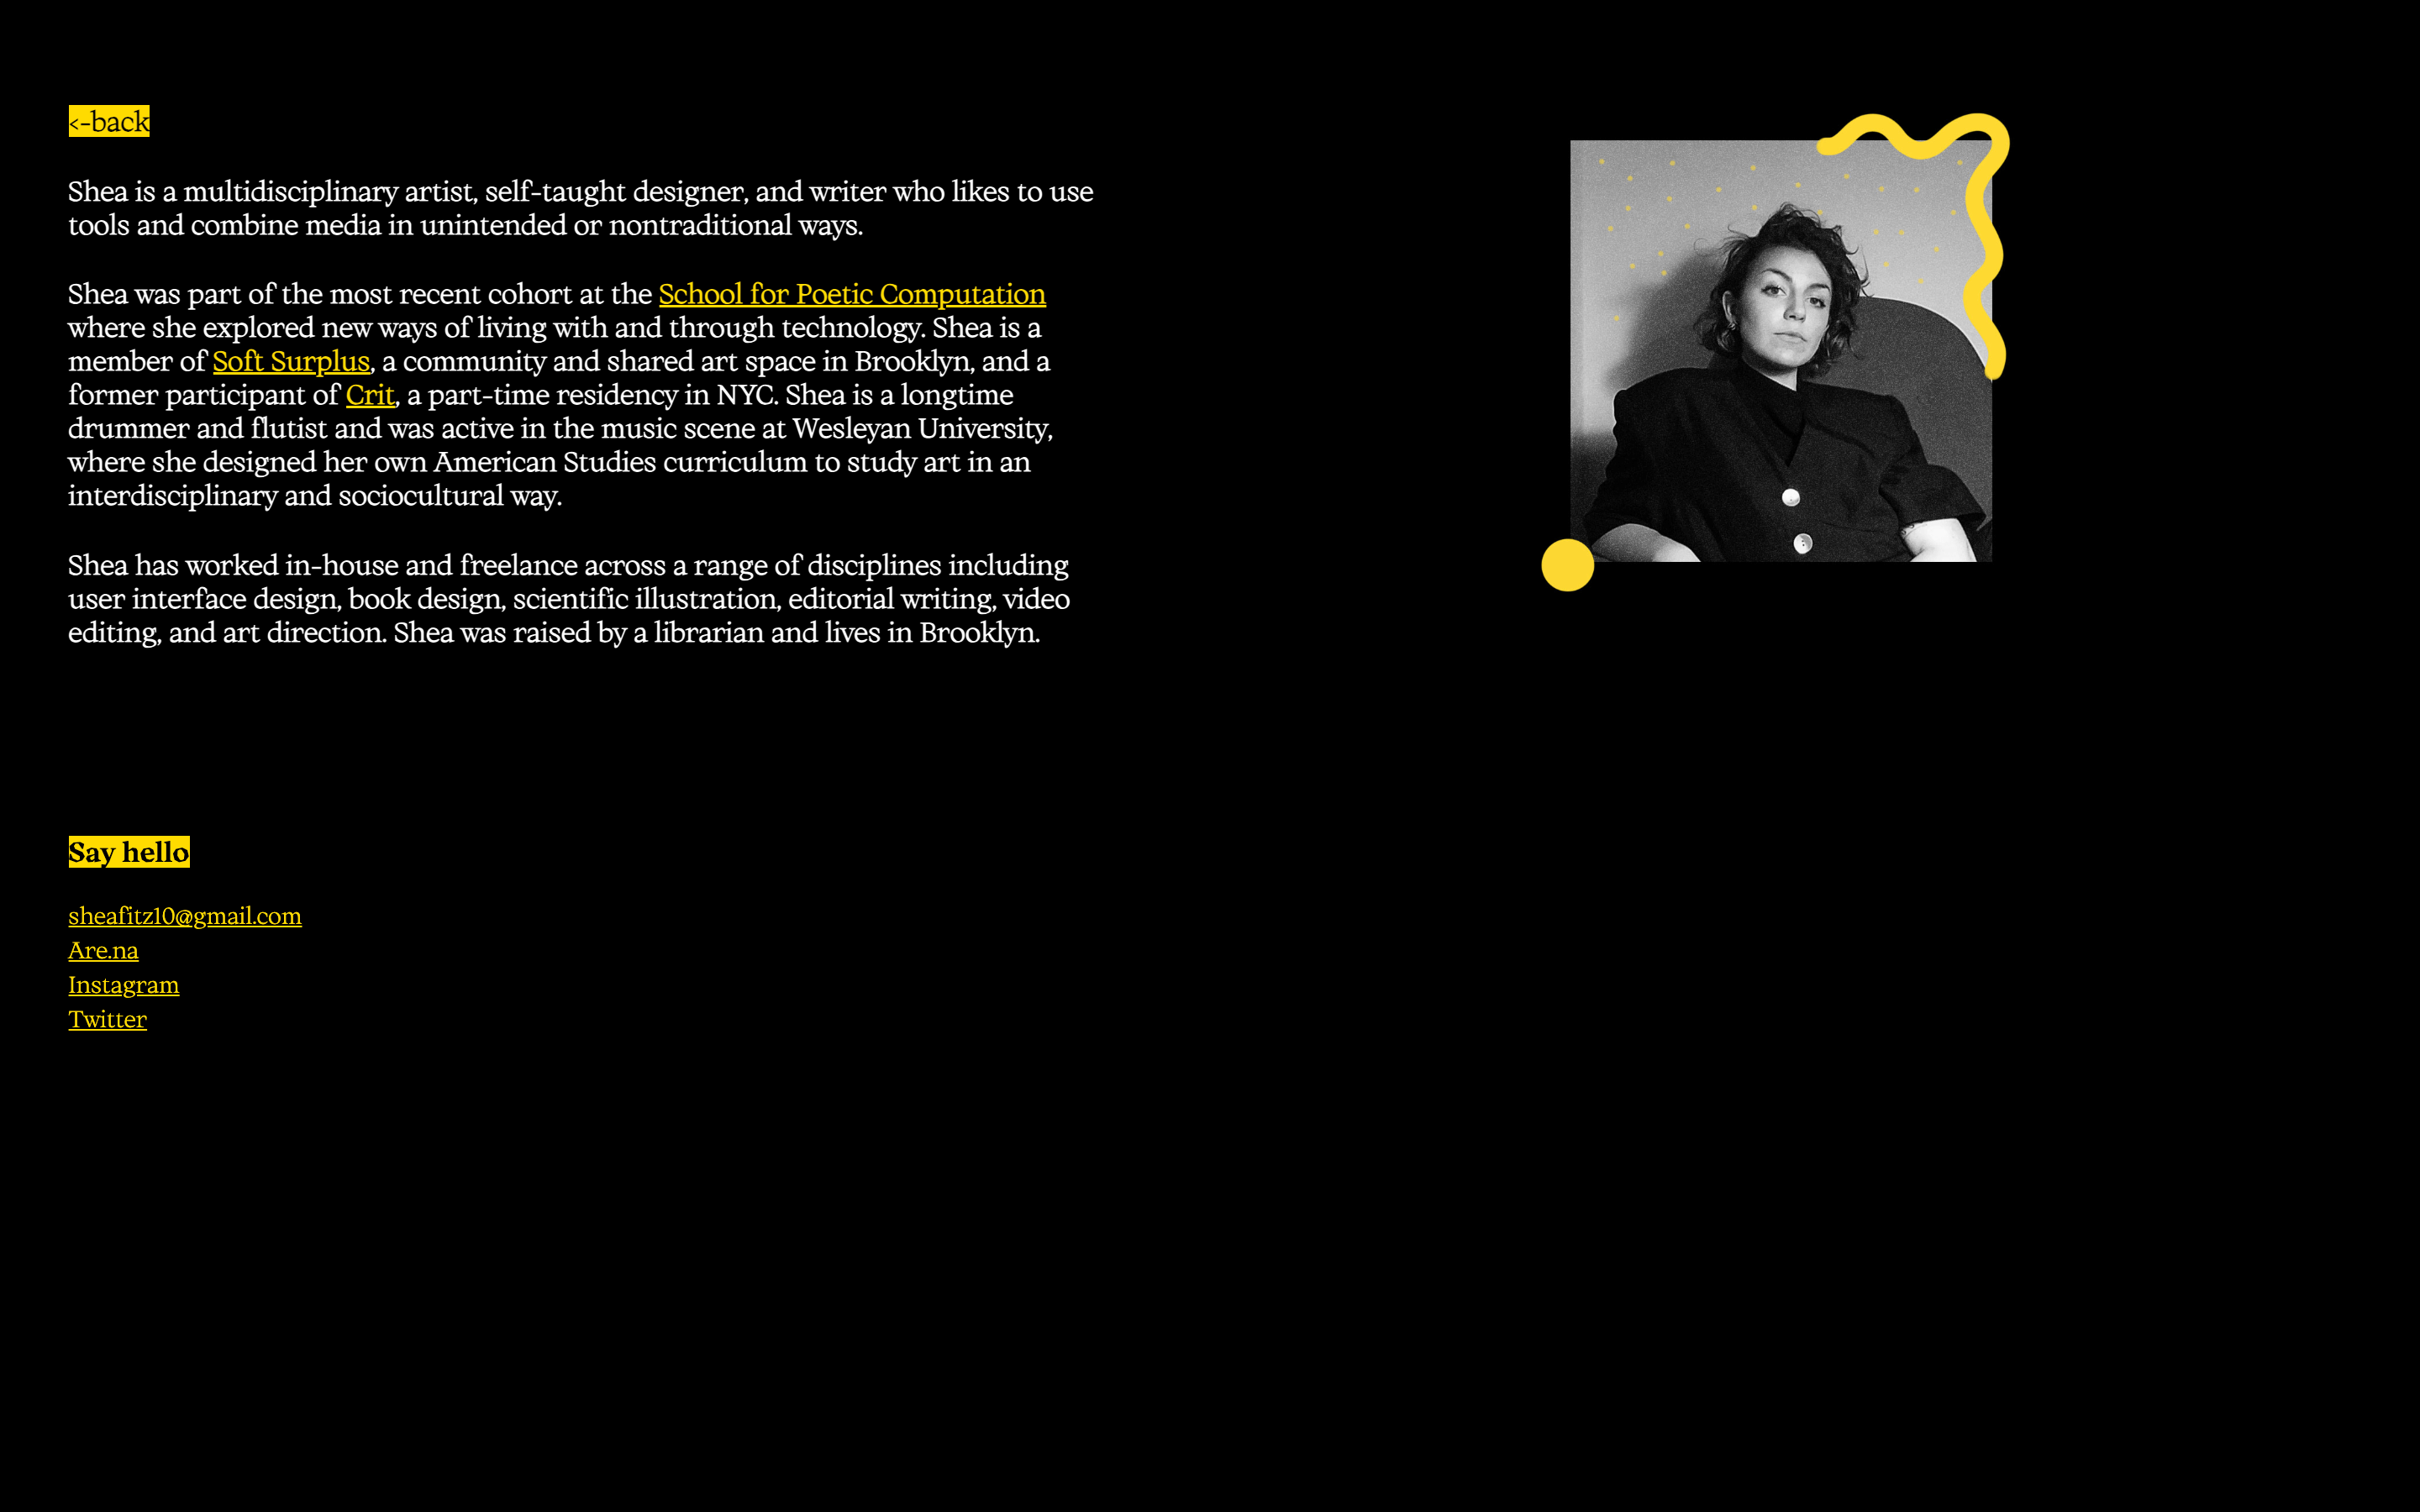 <-back
Shea is a multidisciplinary artist, self-taught designer, and writer who likes to use
tools and combine media in unintended or nontraditional ways.
Shea was part of the most recent cohort at the School for Poetic Computation
where she explored new ways of living with and through technology. Shea is a
member of Soft Surplus, a community and shared art space in Brooklyn, and a
former participant of Crit, a part-time residency in NYC. Shea is a longtime
drummer and flutist and was active in the music scene at Wesleyan University,
where she designed her own American Studies curriculum to study art in an
interdisciplinary and sociocultural way.
Shea has worked in-house and freelance across a range of disciplines including
user interface design, book design, scientific illustration, editorial writing, video
editing, and art direction. Shea was raised by a librarian and lives in Brooklyn.
Say hello
sheafitz10@gmail.com
Are.na
Instagram
Twitter